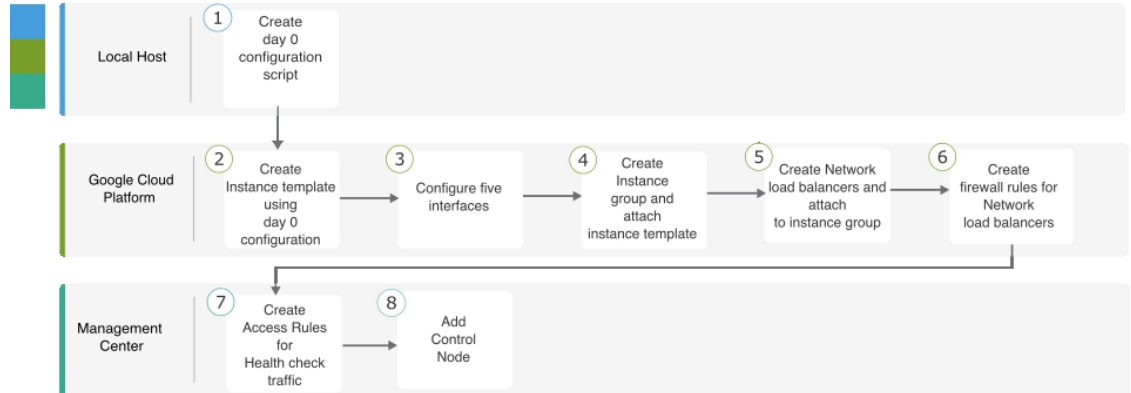 Local Host
1
Create
day 0
configuration
script
Google Cloud
Platform
2
Create
Instance template
using
day 0
configuration
3
Configure five
interfaces
4
Create
Instance
group and
attach
instance template
5
Create Network
load balancers and
attach
to instance group
6
Create
firewall rules for
Network
load balancers
Management
Center
7
Create
Access Rules
for
Health check
traffic
8
Add
Control
Node